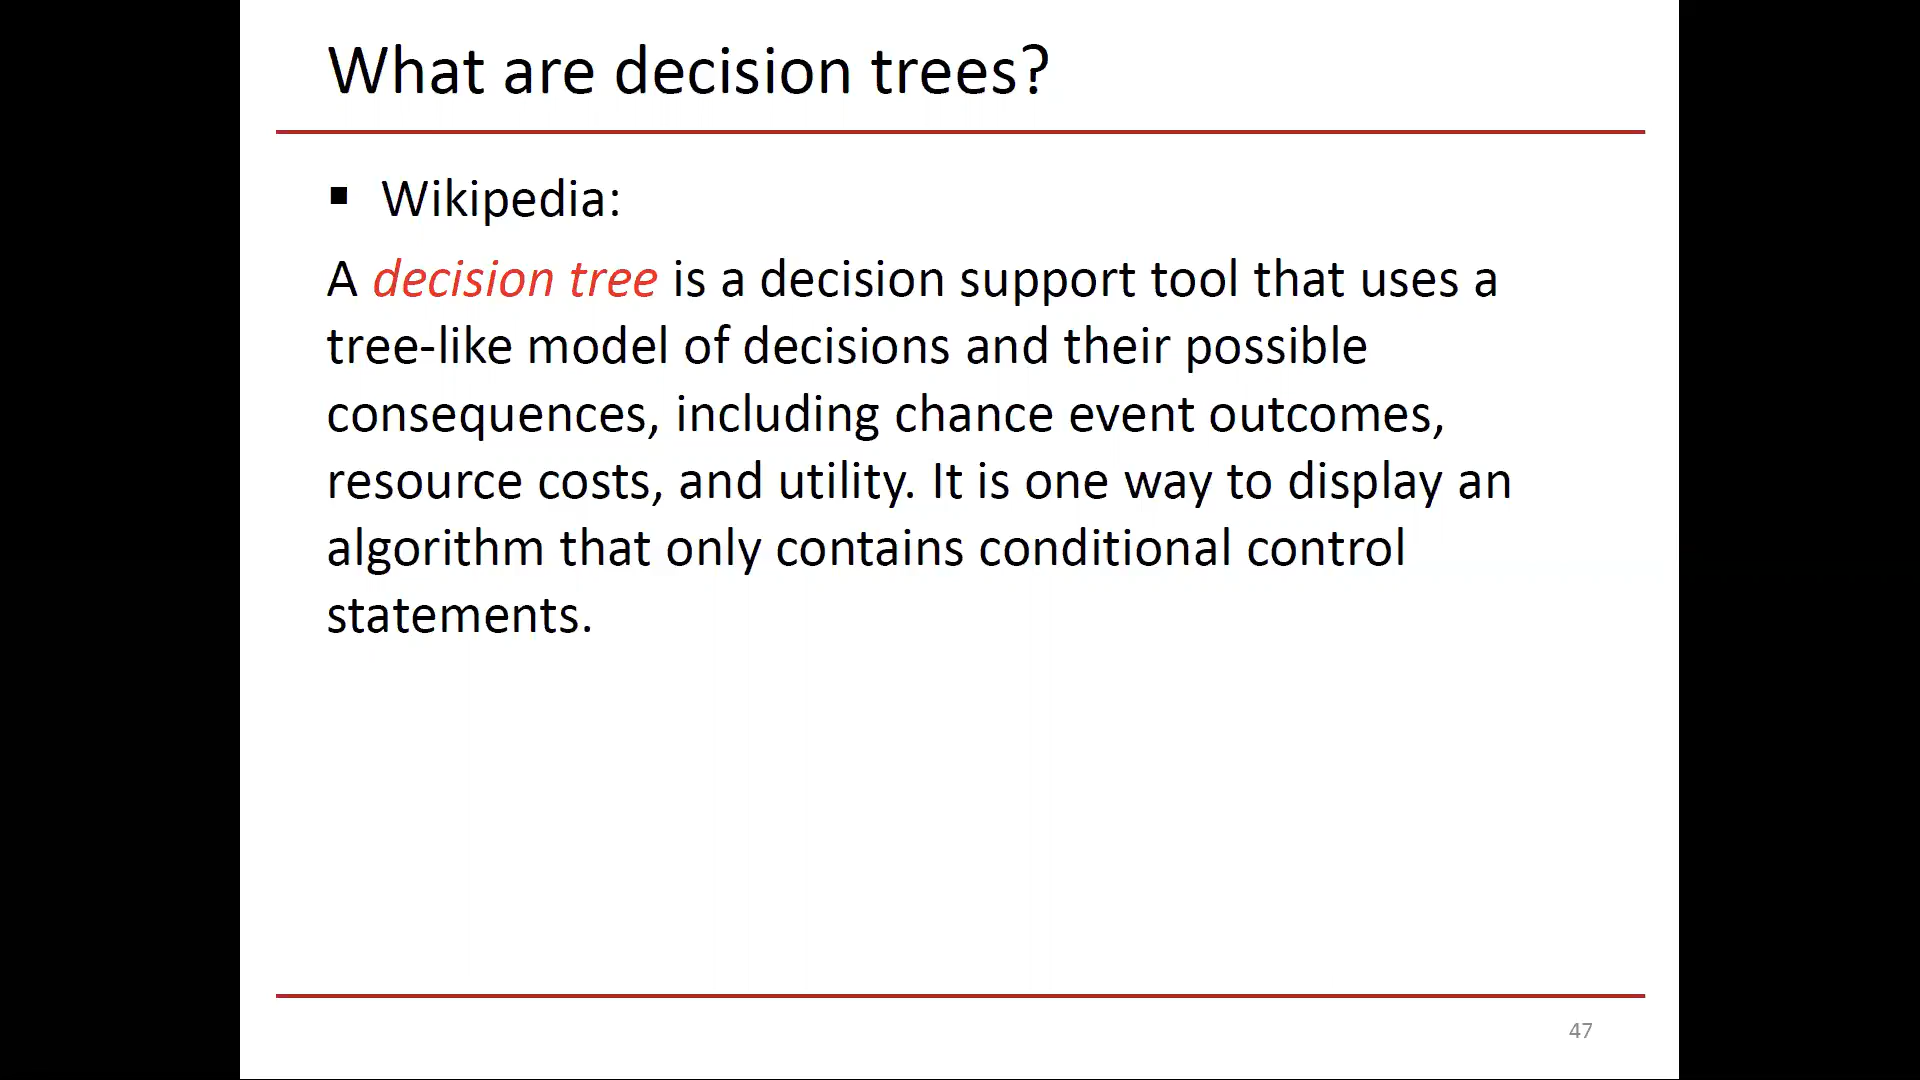 What are decision trees?
▪ Wikipedia:
A decision tree is a decision support tool that uses a
tree-like model of decisions and their possible
consequences, including chance event outcomes,
resource costs, and utility. It is one way to display an
algorithm that only contains conditional control
statements.
47